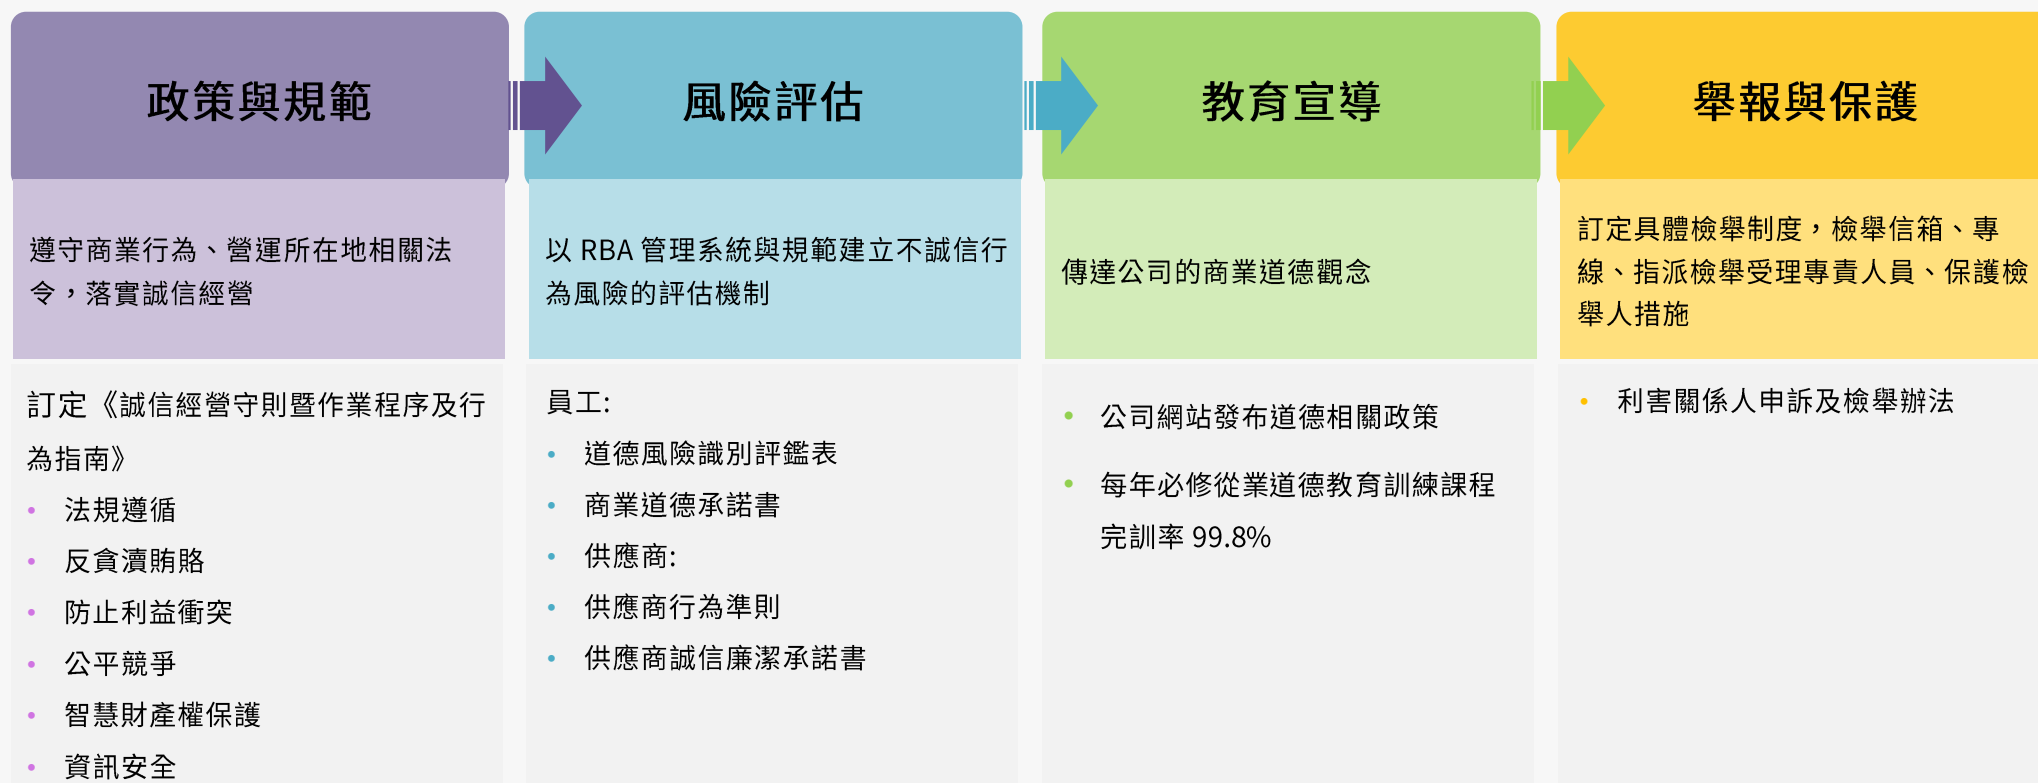 政策與規範
遵守商業行為、營運所在地相關法
令，落實誠信經營
訂定《誠信經營守則暨作業程序及行
為指南》
• 法規遵循
• 反貪瀆賄賂
• 防止利益衝突
• 公平競爭
• 智慧財產權保護
• 資訊安全
風險評估
以 RBA 管理系統與規範建立不誠信行
為風險的評估機制
員工:
• 道德風險識別評鑑表
• 商業道德承諾書
• 供應商:
• 供應商行為準則
• 供應商誠信廉潔承諾書
教育宣導
傳達公司的商業道德觀念
• 公司網站發布道德相關政策
• 每年必修從業道德教育訓練課程
完訓率 99.8%
舉報與保護
訂定具體檢舉制度，檢舉信箱、專
線、指派檢舉受理專責人員、保護檢
舉人措施
• 利害關係人申訴及檢舉辦法